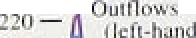 220 — Outflows
(left-hand